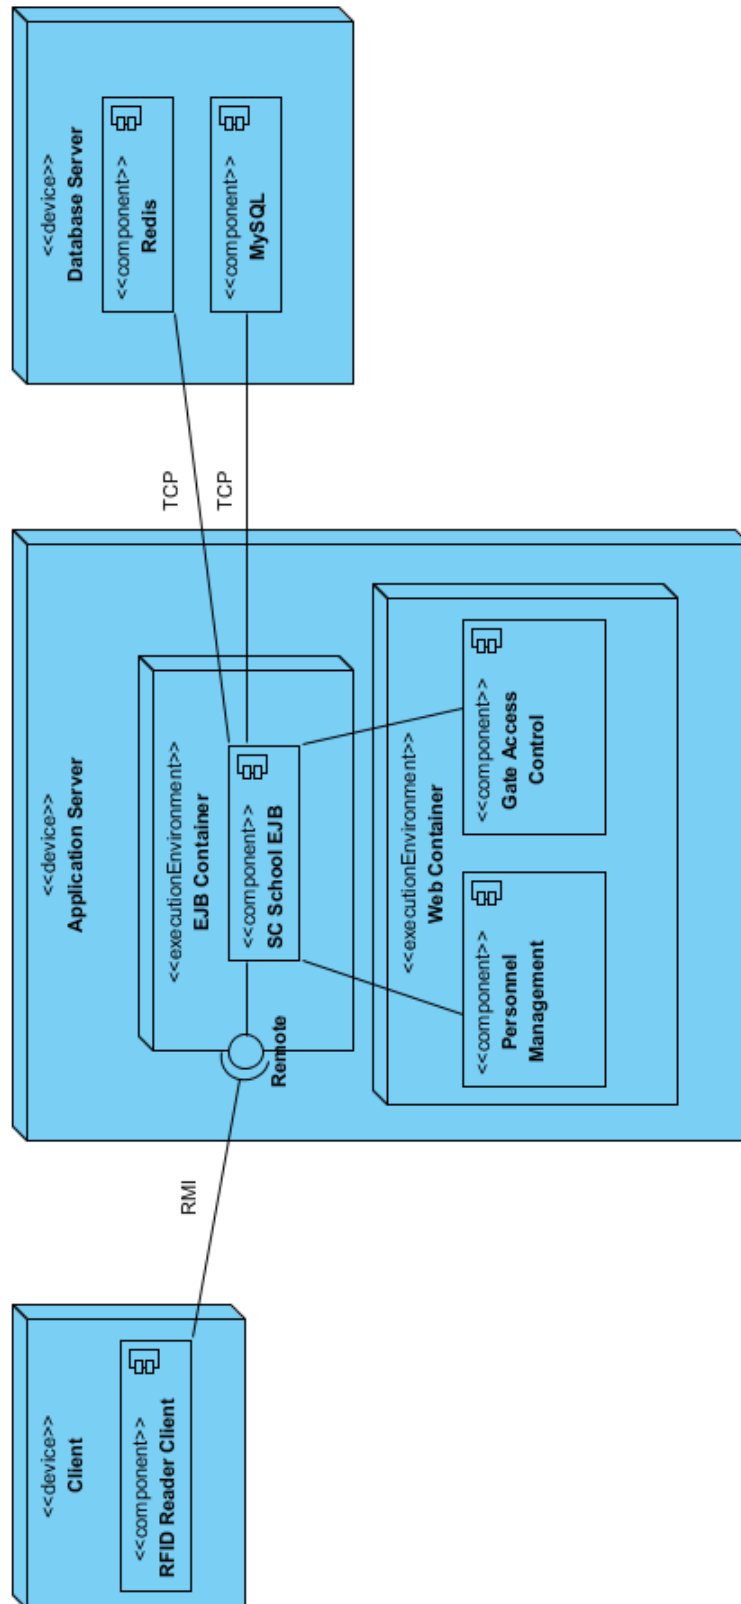 <<device>>
Client
<<component>>
RFID Reader Client
RMI
<<device>>
Application Server
<<executionEnvironment>>
EJB Container
<<component>>
SC School EJB
Remote
<<executionEnvironment>>
Web Container
<<component>>
Personnel
Management
<<component>>
Gate Access
Control
TCP
TCP
<<device>>
Database Server
<<component>>
Redis
<<component>>
MySQL